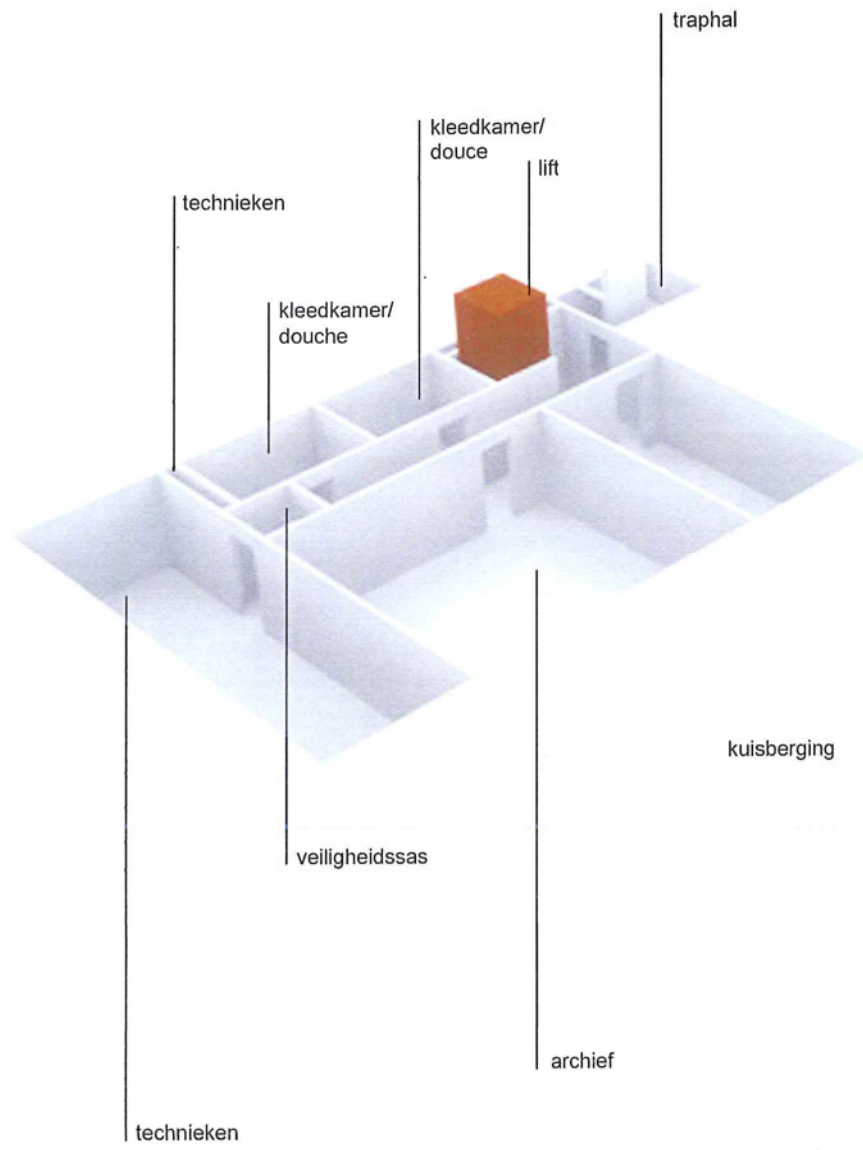 traphal
kleedkamer/
douce
lift
technieken
kleedkamer/
douche
kuisberging
veiligheidssas
archief
technieken